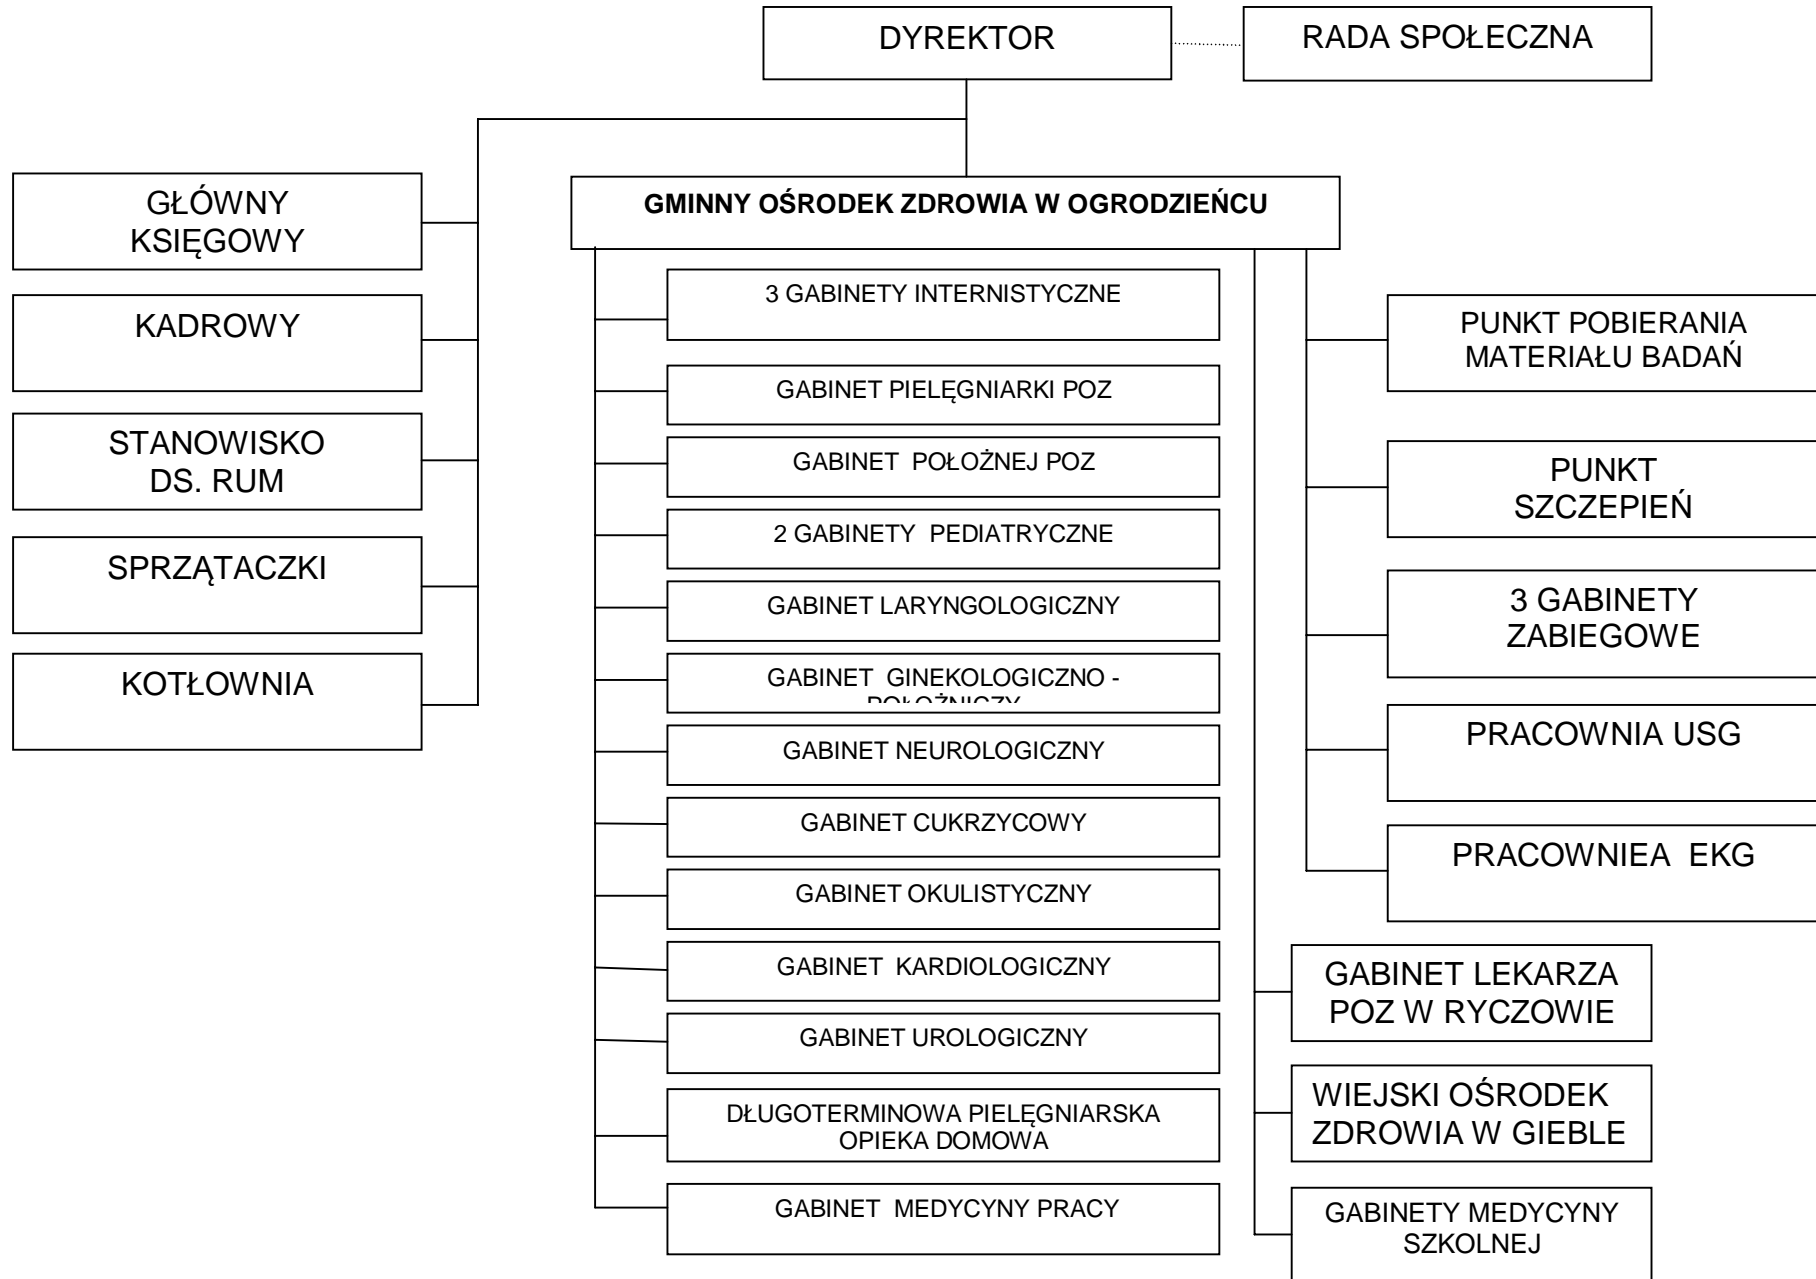 DYREKTOR
RADA SPOŁECZNA
GŁÓWNY
KSIĘGOWY
KADROWY
STANOWISKO
DS. RUM
SPRZĄTACZKI
KOTŁOWNIA
GMINNY OŚRODEK ZDROWIA W OGRODZIEŃCU
3 GABINETY INTERNISTYCZNE
GABINET PIELĘGNIARKI POZ
GABINET POŁOŻNEJ POZ
2 GABINETY PEDIATRYCZNE
GABINET LARYNGOLOGICZNY
GABINET GINEKOLOGICZNO -
POŁOŻNICZY
GABINET NEUROLOGICZNY
GABINET CUKRZYCOWY
GABINET OKULISTYCZNY
GABINET KARDIOLOGICZNY
GABINET UROLOGICZNY
DŁUGOTERMINOWA PIELĘGNIARSKA
OPIEKA DOMOWA
GABINET MEDYCYNY PRACY
PUNKT POBIERANIA
MATERIAŁU BADAŃ
PUNKT
SZCZEPIEŃ
3 GABINETY
ZABIEGOWE
PRACOWNIA USG
PRACOWNIEA EKG
GABINET LEKARZA
POZ W RYCZOWIE
WIEJSKI OŚRODEK
ZDROWIA W GIEBLE
GABINETY MEDYCYNY
SZKOLNEJ